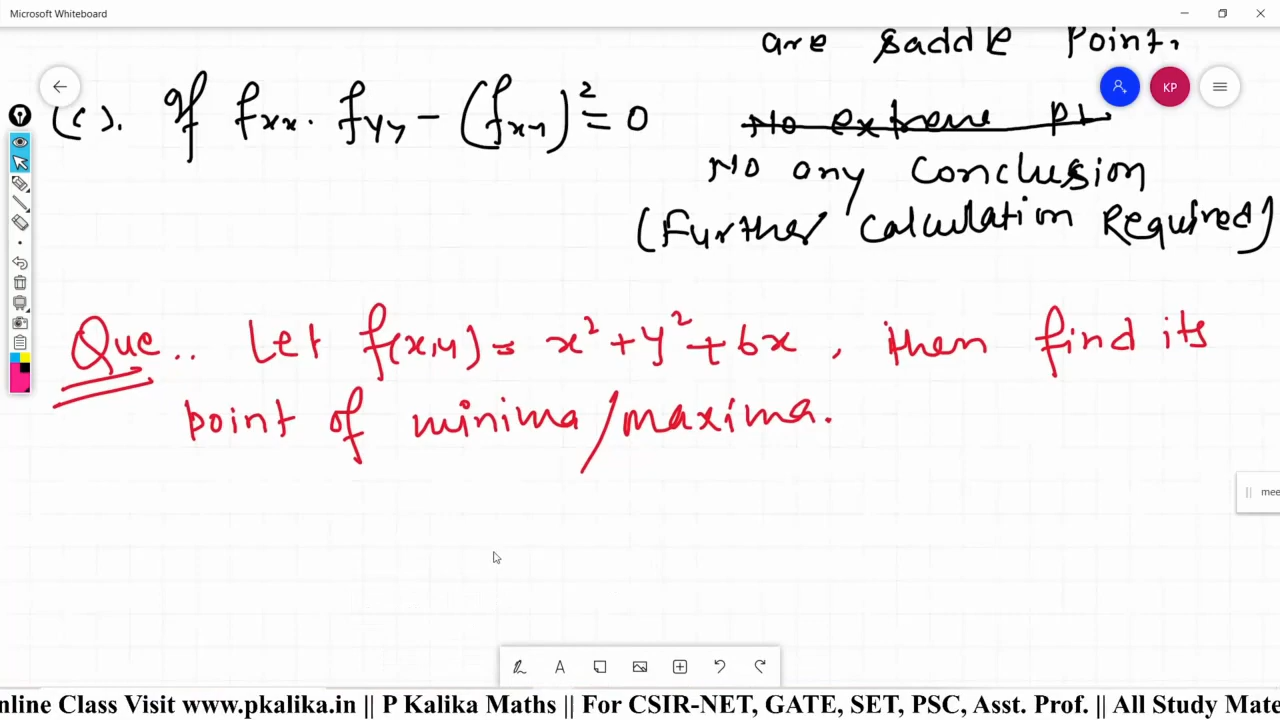 Microsoft Whiteboard
are saddle point.
(c). If fxx. fyy - (fxy)² = 0
KP
No extreme pt
No any Conclusion
(Further Calculation Required)
Que.. Let f(x,y) = x² + y² + 6x, then find its
point of minima/maxima.
mee
A
nline Class Visit www.pkalika.in || P Kalika Maths || For CSIR-NET, GATE, SET, PSC, Asst. Prof. || All Study Mate